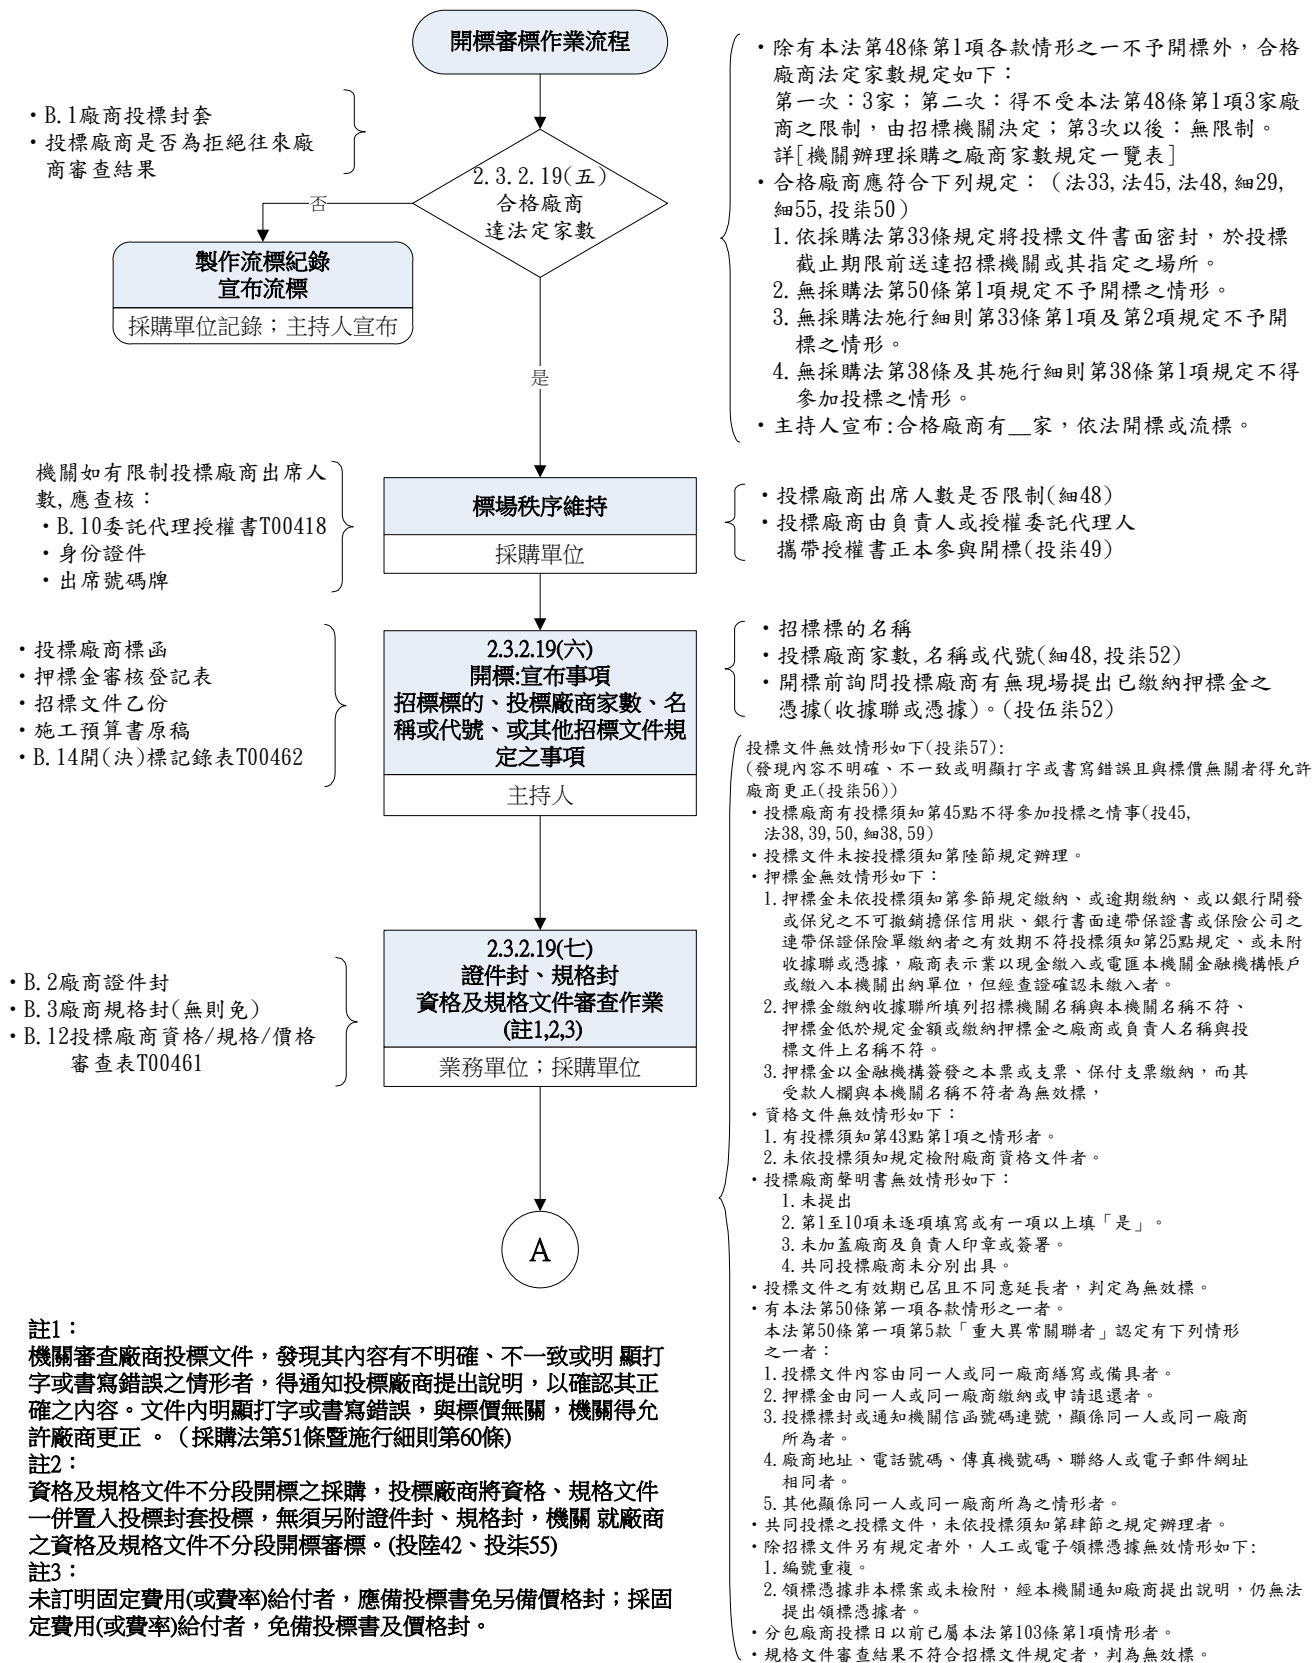 開標審標作業流程
・B.1廠商投標封套
・投標廠商是否為拒絕往來廠
商審查結果
2.3.2.19(五)
合格廠商
達法定家數
否
製作流標紀錄
宣布流標
採購單位記錄；主持人宣布
是
・除有本法第48條第1項各款情形之一不予開標外，合格
廠商法定家數規定如下：
第一次：3家；第二次：得不受本法第48條第1項3家廠
商之限制，由招標機關決定；第3次以後：無限制。
詳[機關辦理採購之廠商家數規定一覽表]
・合格廠商應符合下列規定：（法33,法45,法48,細29,
細55,投柒50）
1.依採購法第33條規定將投標文件書面密封，於投標
截止期限前送達招標機關或其指定之場所。
2.無採購法第50條第1項規定不予開標之情形。
3.無採購法施行細則第33條第1項及第2項規定不予開
標之情形。
4.無採購法第38條及其施行細則第38條第1項規定不得
參加投標之情形。
・主持人宣布:合格廠商有__家，依法開標或流標。
機關如有限制投標廠商出席人
數,應查核：
・B.10委託代理授權書T00418
・身份證件
・出席號碼牌
標場秩序維持
採購單位
・投標廠商出席人數是否限制(細48)
・投標廠商由負責人或授權委託代理人
攜帶授權書正本參與開標(投柒49)
・投標廠商標函
・押標金審核登記表
・招標文件乙份
・施工預算書原稿
・B.14開(決)標記錄表T00462
2.3.2.19(六)
開標:宣布事項
招標標的、投標廠商家數、名
稱或代號、或其他招標文件規
定之事項
主持人
・招標標的名稱
・投標廠商家數,名稱或代號(細48,投柒52)
・開標前詢問投標廠商有無現場提出已繳納押標金之
憑據(收據聯或憑據)。(投伍柒52)
・B.2廠商證件封
・B.3廠商規格封(無則免)
・B.12投標廠商資格/規格/價格
審查表T00461
2.3.2.19(七)
證件封、規格封
資格及規格文件審查作業
(註1,2,3)
業務單位；採購單位
A
投標文件無效情形如下(投柒57):
(發現內容不明確、不一致或明顯打字或書寫錯誤且與標價無關者得允許
廠商更正(投柒56))
・投標廠商有投標須知第45點不得參加投標之情事(投45,
法38,39,50,細38,59)
・投標文件未按投標須知第陸節規定辦理。
・押標金無效情形如下：
1.押標金未依投標須知第參節規定繳納、或逾期繳納、或以銀行開發
或保兌之不可撤銷擔保信用狀、銀行書面連帶保證書或保險公司之
連帶保證保險單繳納者之有效期不符投標須知第25點規定、或未附
收據聯或憑據，廠商表示業以現金繳入或電匯本機關金融機構帳戶
或繳入本機關出納單位，但經查證確認未繳入者。
2.押標金繳納收據聯所填列招標機關名稱與本機關名稱不符、
押標金低於規定金額或繳納押標金之廠商或負責人名稱與投
標文件上名稱不符。
3.押標金以金融機構簽發之本票或支票、保付支票繳納，而其
受款人欄與本機關名稱不符者為無效標，
・資格文件無效情形如下：
1.有投標須知第43點第1項之情形者。
2.未依投標須知規定檢附廠商資格文件者。
・投標廠商聲明書無效情形如下：
1.未提出
2.第1至10項未逐項填寫或有一項以上填「是」。
3.未加蓋廠商及負責人印章或簽署。
4.共同投標廠商未分別出具。
・投標文件之有效期已屆且不同意延長者，判定為無效標。
・有本法第50條第一項各款情形之一者。
本法第50條第一項第5款「重大異常關聯者」認定有下列情形
之一者：
1.投標文件內容由同一人或同一廠商繕寫或備具者。
2.押標金由同一人或同一廠商繳納或申請退還者。
3.投標標封或通知機關信函號碼連號，顯係同一人或同一廠商
所為者。
4.廠商地址、電話號碼、傳真機號碼、聯絡人或電子郵件網址
相同者。
5.其他顯係同一人或同一廠商所為之情形者。
・共同投標之投標文件，未依投標須知第肆節之規定辦理者。
・除招標文件另有規定者外，人工或電子領標憑據無效情形如下:
1.編號重複。
2.領標憑據非本標案或未檢附，經本機關通知廠商提出說明，仍無法
提出領標憑據者。
・分包廠商投標日以前已屬本法第103條第1項情形者。
・規格文件審查結果不符合招標文件規定者，判為無效標。
註1：
機關審查廠商投標文件，發現其內容有不明確、不一致或明 顯打
字或書寫錯誤之情形者，得通知投標廠商提出說明，以確認其正
確之內容。文件內明顯打字或書寫錯誤，與標價無關，機關得允
許廠商更正 。（採購法第51條暨施行細則第60條)
註2：
資格及規格文件不分段開標之採購，投標廠商將資格、規格文件
一併置入投標封套投標，無須另附證件封、規格封，機關 就廠商
之資格及規格文件不分段開標審標。(投陸42、投柒55)
註3：
未訂明固定費用(或費率)給付者，應備投標書免另備價格封；採固
定費用(或費率)給付者，免備投標書及價格封。